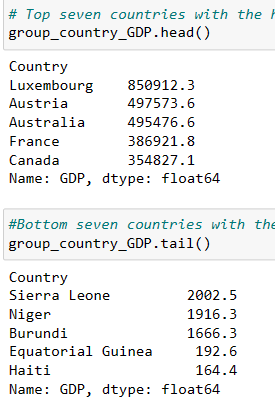 # Top seven countries with the
group_country_GDP.head()
Country
Luxembourg 850912.3
Austria 497573.6
Australia 495476.6
France 386921.8
Canada 354827.1
Name: GDP, dtype: float64
#Bottom seven countries with the
group_country_GDP.tail()
Country
Sierra Leone 2002.5
Niger 1916.3
Burundi 1666.3
Equatorial Guinea 192.6
Haiti 164.4
Name: GDP, dtype: float64